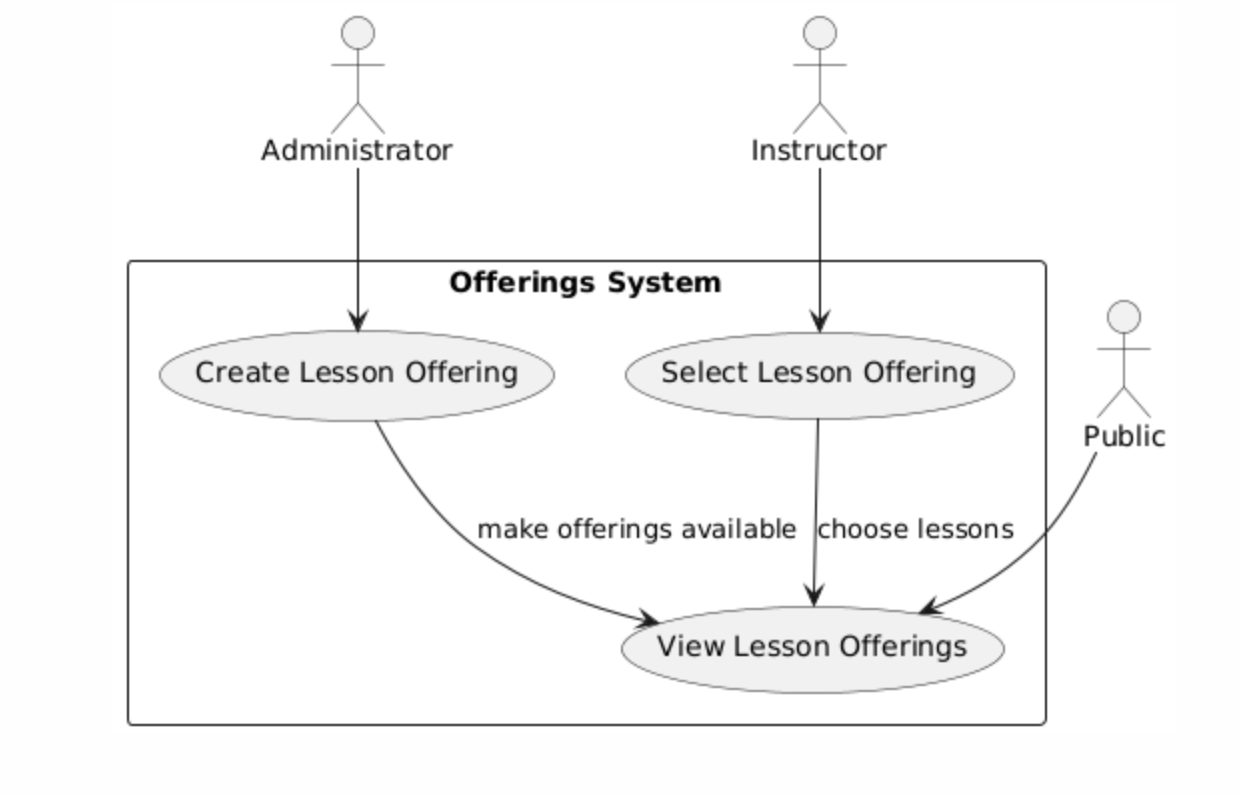 Administrator
Instructor
Offerings System
Create Lesson Offering
Select Lesson Offering
Public
make offerings available
choose lessons
View Lesson Offerings